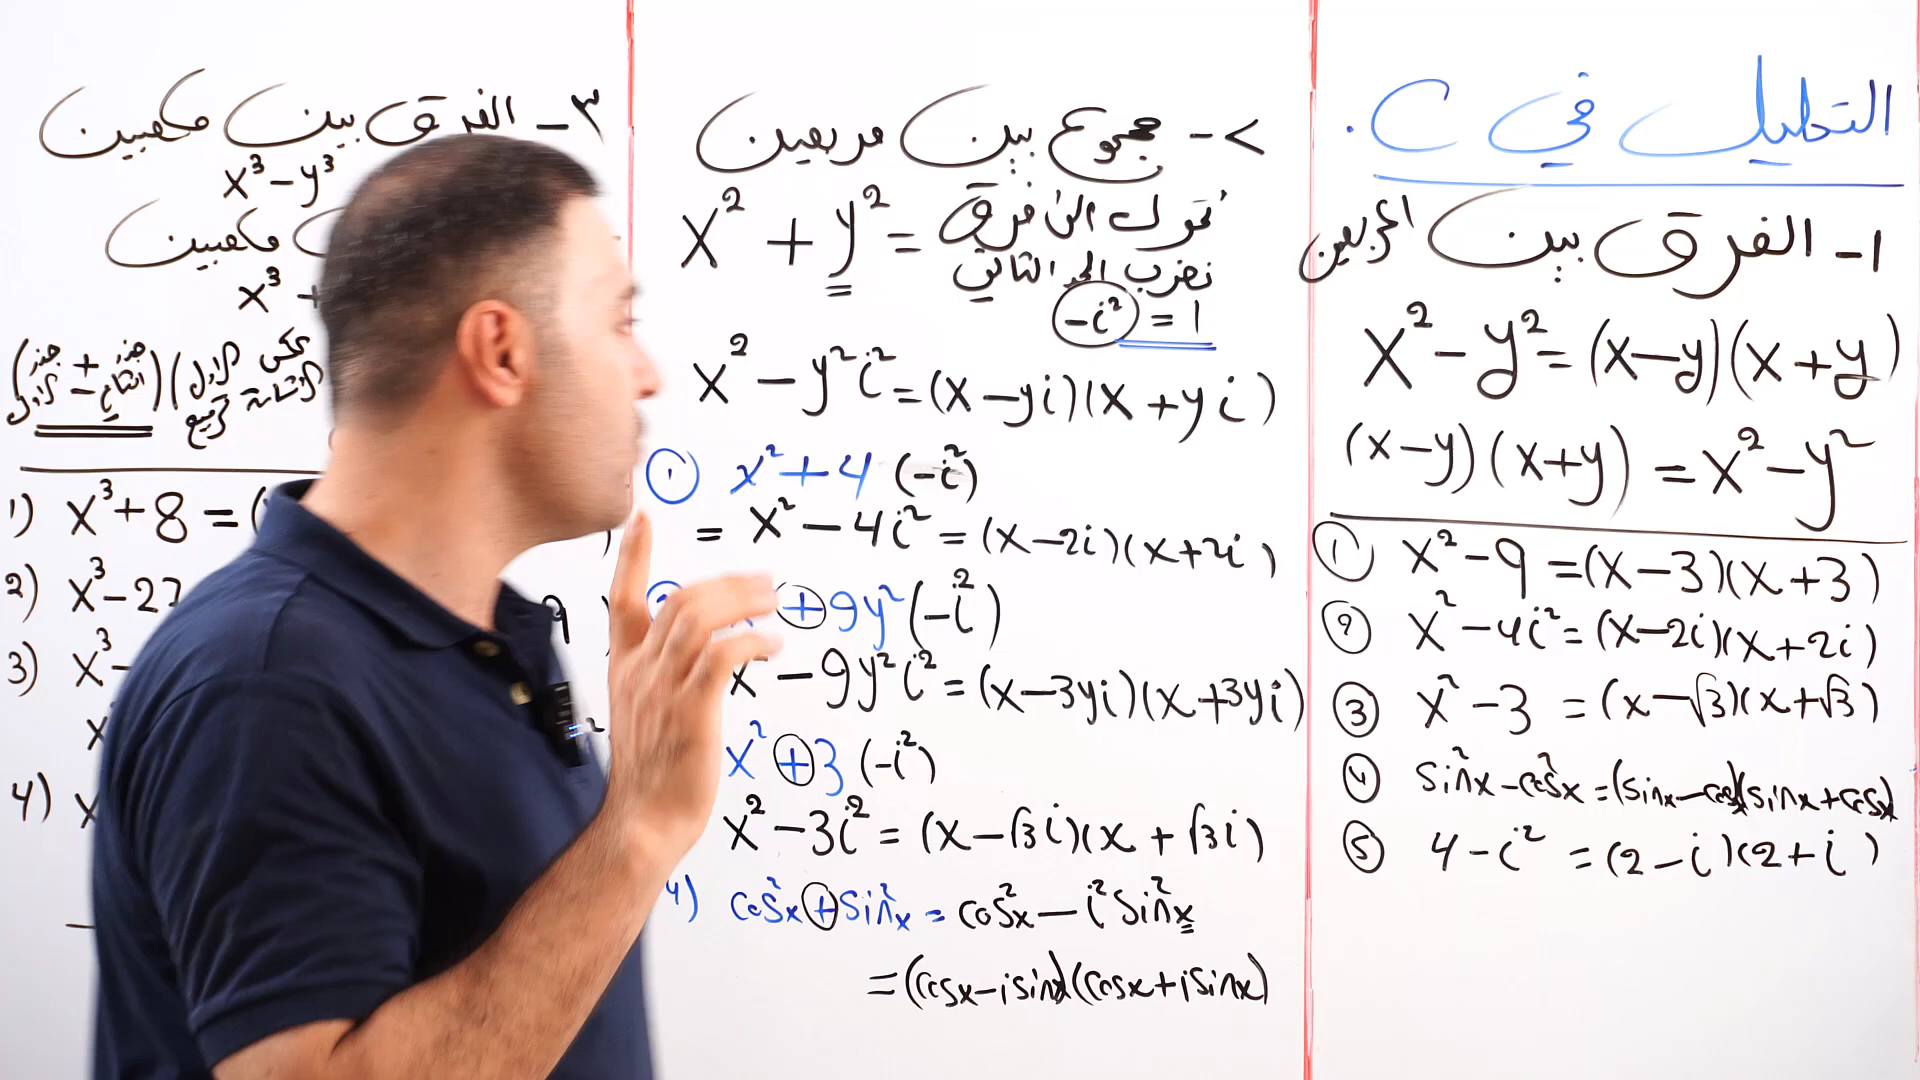 التحليل في C .
1- الفرق بين المربعين
x² - y² = (x-y)(x+y)
(x-y)(x+y) = x² - y²
① x² - 9 = (x-3)(x+3)
② x² - 4i² = (x-2i)(x+2i)
③ x² - 3 = (x-√3)(x+√3)
④ sin²x - cos²x = (sinx - cosx)(sinx + cosx)
⑤ 4 - i² = (2-i)(2+i)
2- مجموع بين مربعين
x² + y² = نحول الى فرق
نضرب الحد الثاني
-i² = 1
x² - y²i² = (x-yi)(x+yi)
① x² + 4 (-i²)
= x² - 4i² = (x-2i)(x+2i)
+ 9y² (-i²)
x² - 9y²i² = (x-3yi)(x+3yi)
x² + 3 (-i²)
x² - 3i² = (x-√3i)(x+√3i)
4) cos²x + sin²x = cos²x - i²sin²x
= (cosx - isinx)(cosx + isinx)
٣- الفرق بين مكعبين
x³ - y³
مكعبين
x³ +
1) x³ + 8 = (
2) x³ - 27
9
3) x³ -
4) x